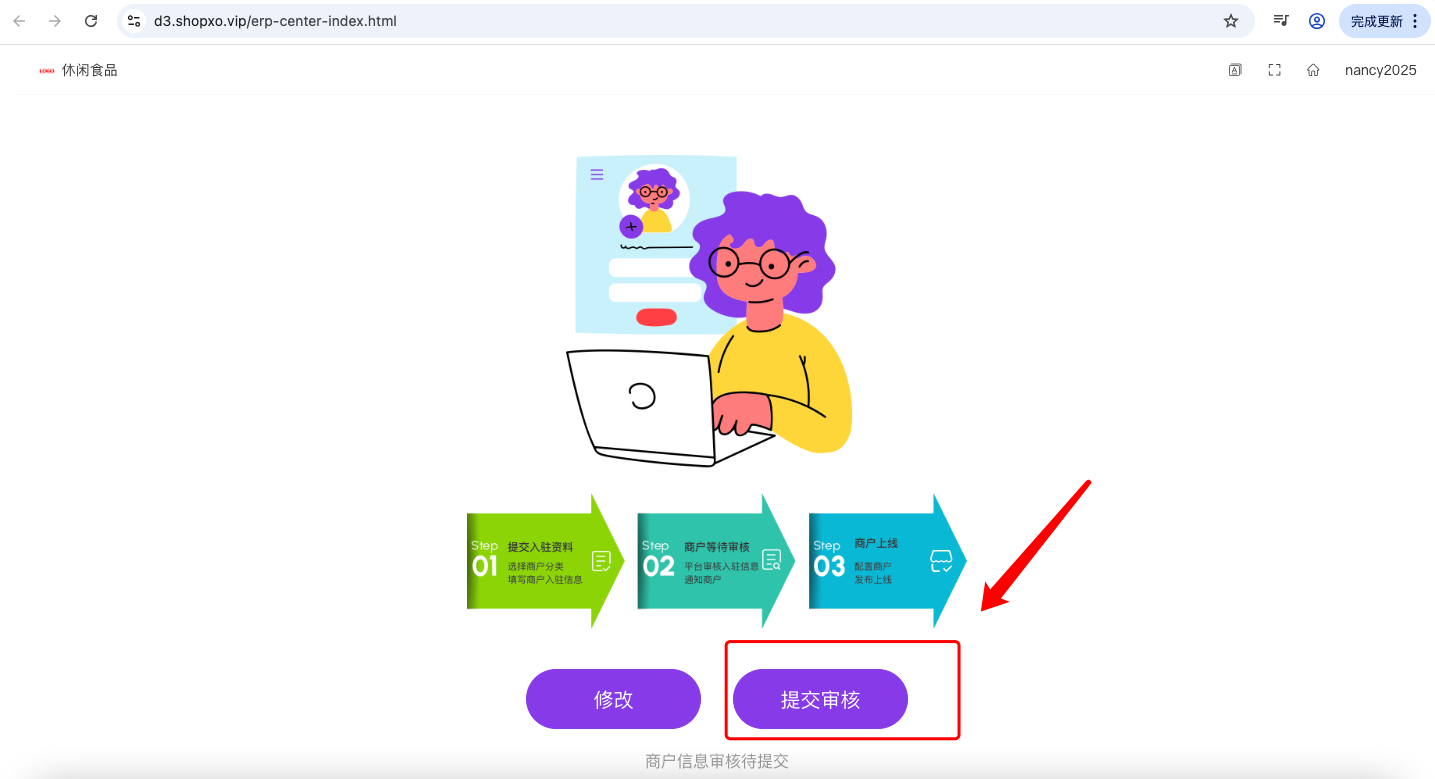 d3.shopxo.vip/erp-center-index.html
完成更新
LOGO 休闲食品
nancy2025
Step
01
提交入驻资料
选择商户分类
填写商户入驻信息
Step
02
商户等待审核
平台审核入驻信息
通知商户
Step
03
商户上线
配置商户
发布上线
修改
提交审核
商户信息审核待提交